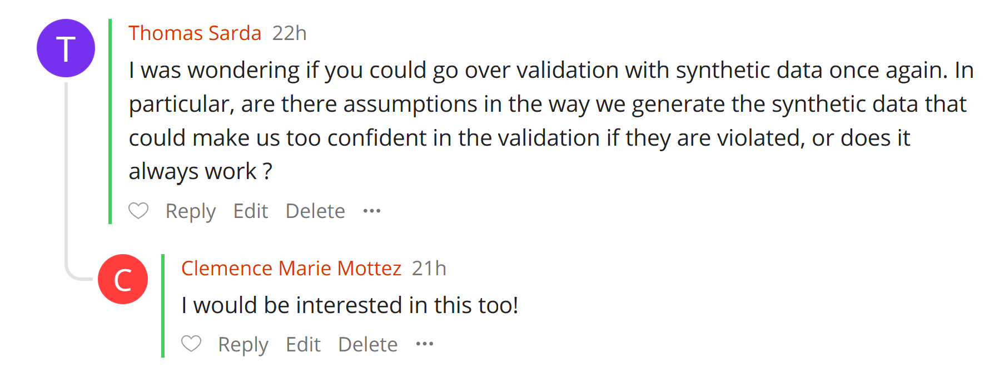 T
Thomas Sarda 22h
I was wondering if you could go over validation with synthetic data once again. In
particular, are there assumptions in the way we generate the synthetic data that
could make us too confident in the validation if they are violated, or does it
always work ?
Reply Edit Delete ···
C
Clemence Marie Mottez 21h
I would be interested in this too!
Reply Edit Delete ···